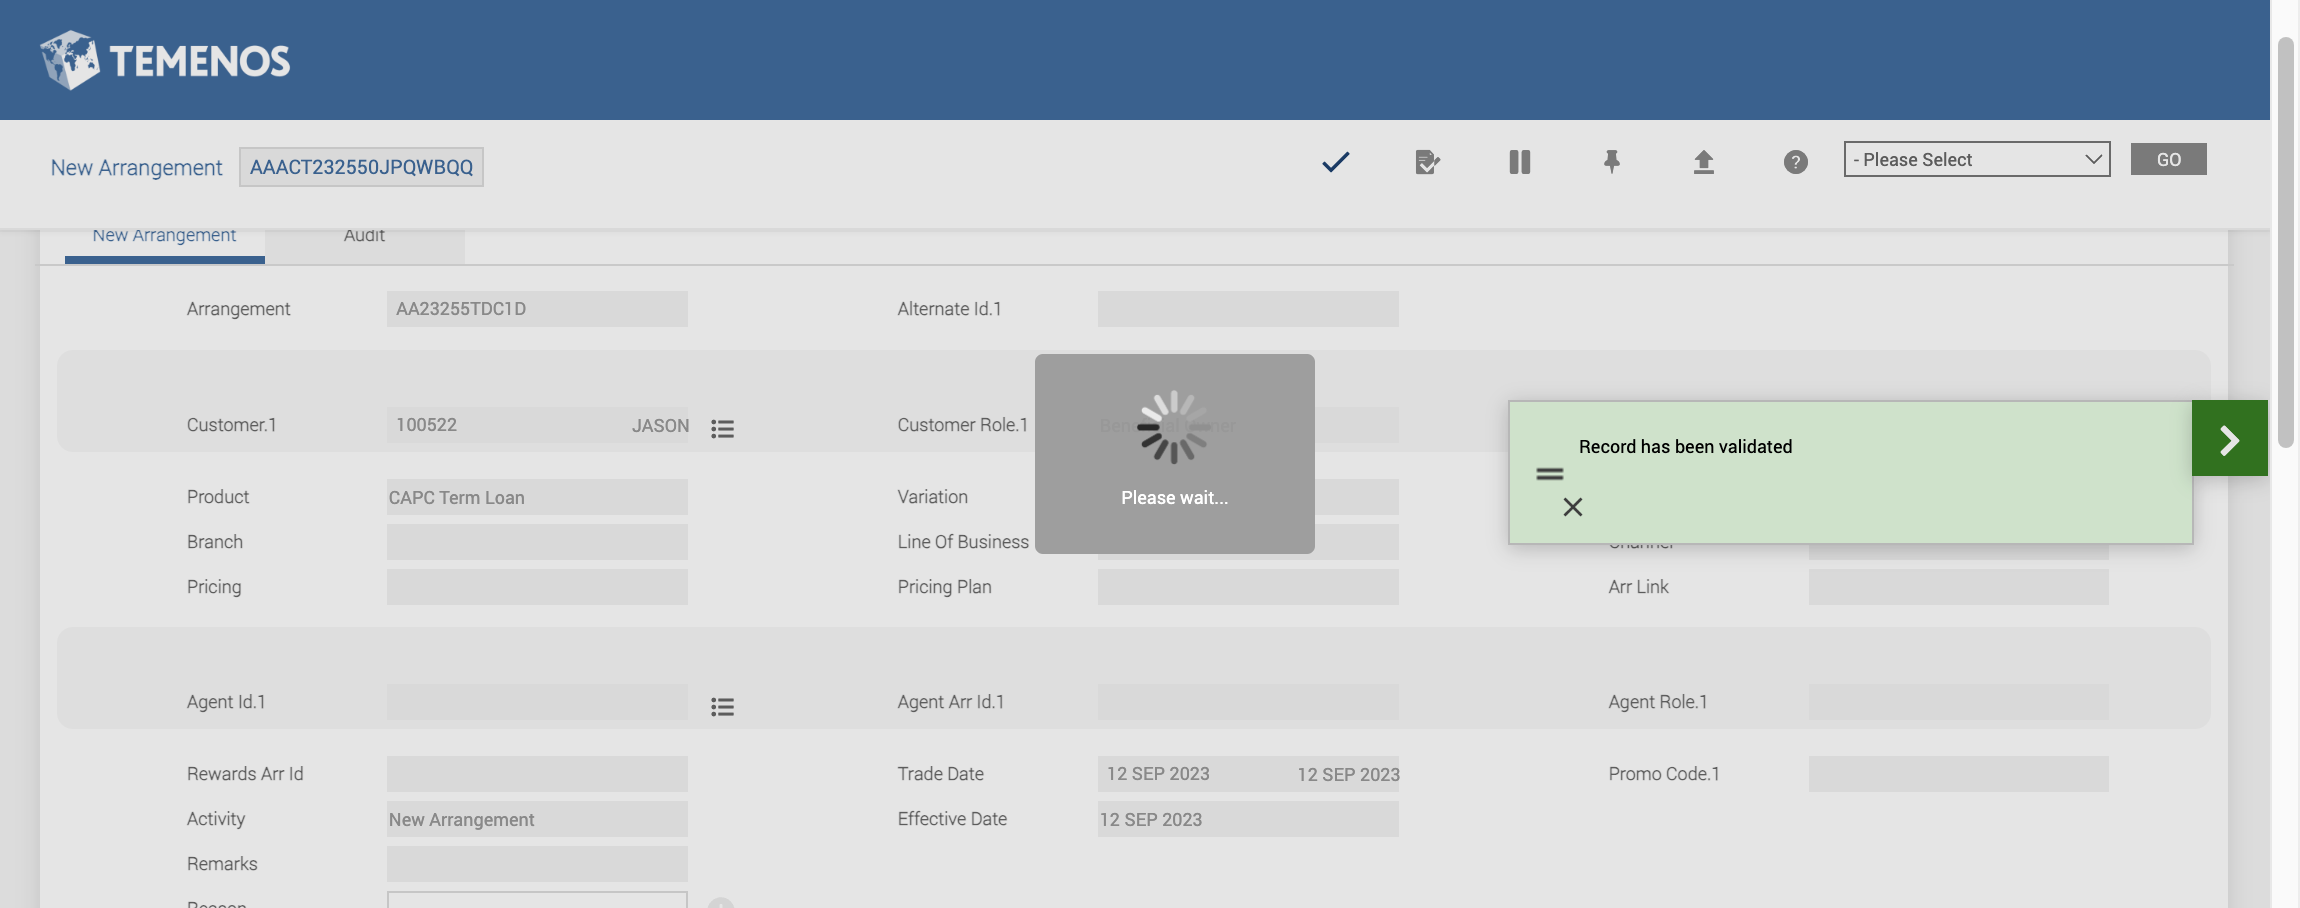 TEMENOS
New Arrangement AAACT232550JPQWBQQ - Please Select GO
New Arrangement Audit
Arrangement AA23255TDC1D Alternate Id.1
Customer.1 100522 JASON Customer Role.1
Record has been validated
Product CAPC Term Loan Variation
Please wait...
Branch Line Of Business Channel
Pricing Pricing Plan Arr Link
Agent Id.1 Agent Arr Id.1 Agent Role.1
Rewards Arr Id Trade Date 12 SEP 2023 12 SEP 2023 Promo Code.1
Activity New Arrangement Effective Date 12 SEP 2023
Remarks
Reason